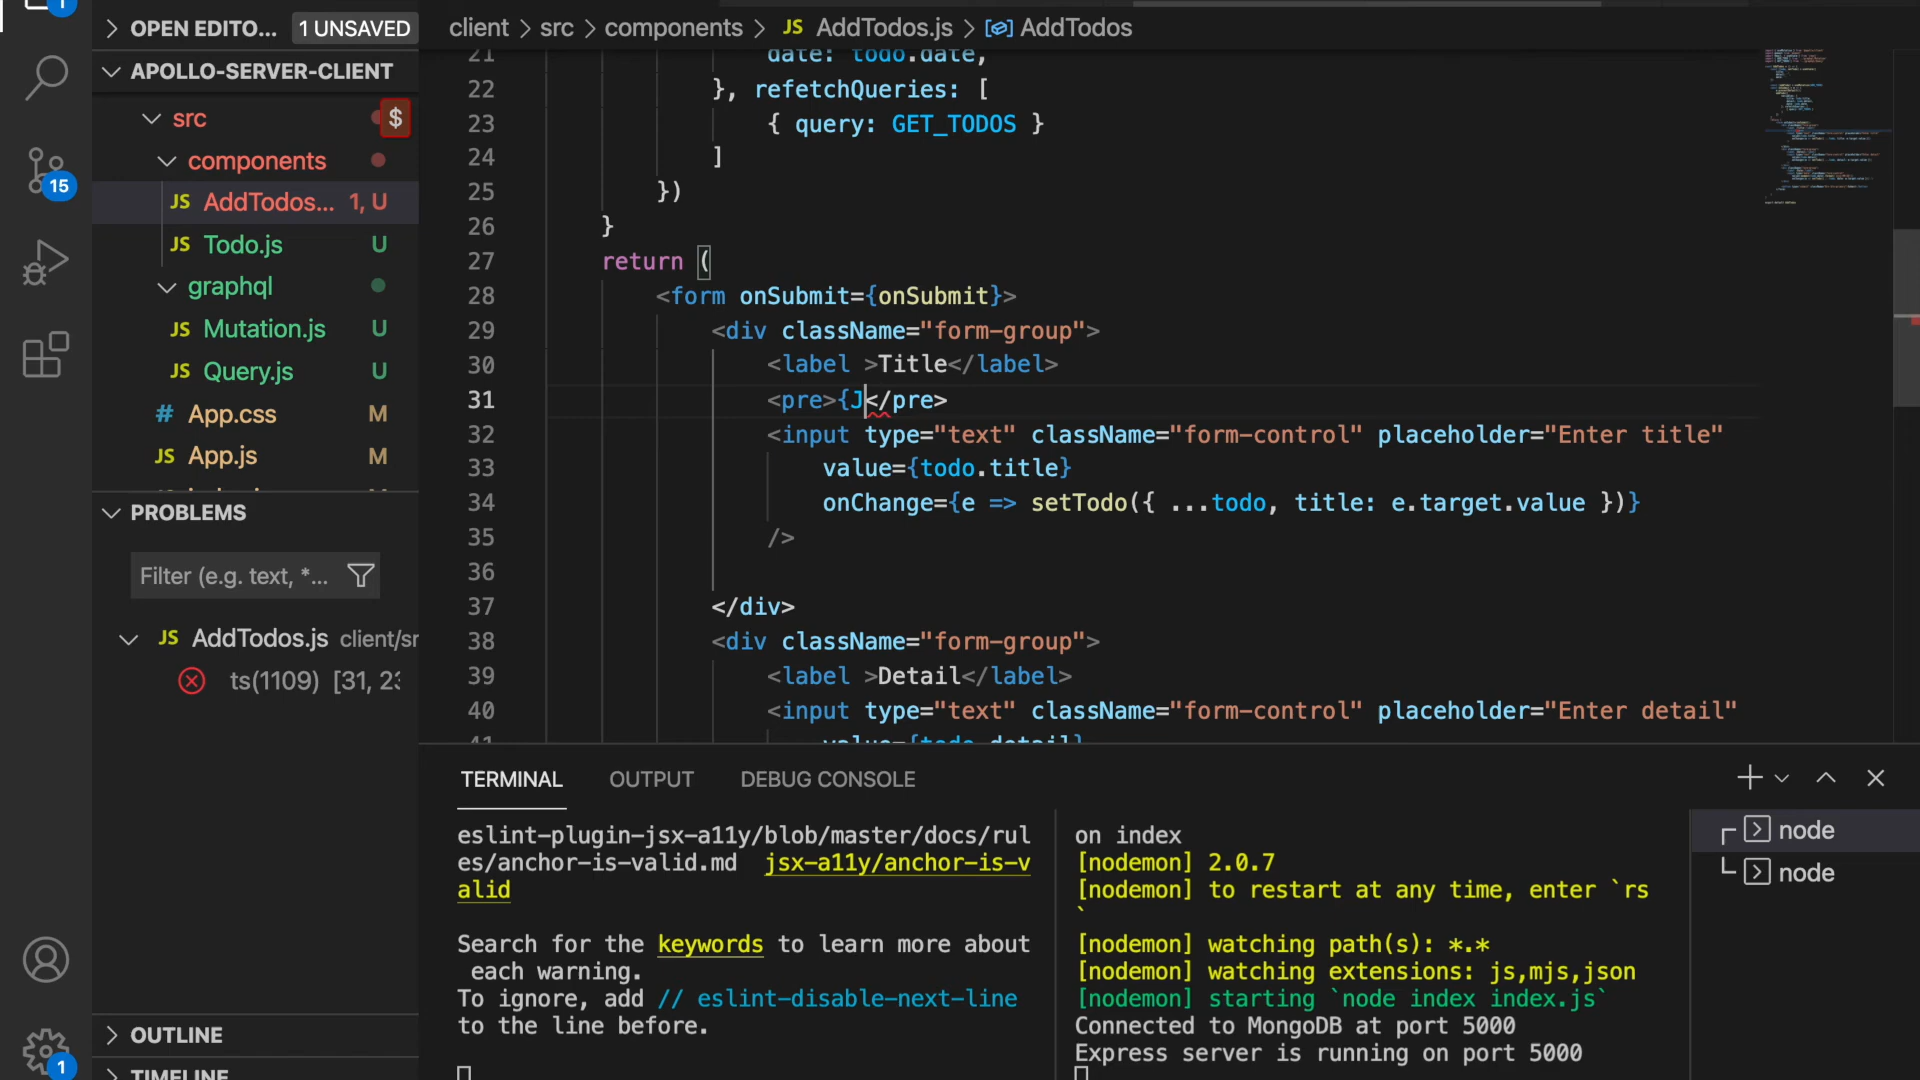 1
OPEN EDITO... 1 UNSAVED
APOLLO-SERVER-CLIENT
src $
components
JS AddTodos... 1, U
JS Todo.js U
graphql
JS Mutation.js U
JS Query.js U
# App.css M
JS App.js M
15
PROBLEMS
Filter (e.g. text, *...
JS AddTodos.js client/sr
ts(1109) [31, 23
OUTLINE
TIMELINE
1
client > src > components > JS AddTodos.js > AddTodos
21 date: todo.date,
22 }, refetchQueries: [
23 { query: GET_TODOS }
24 ]
25 })
26 }
27 return (
28 <form onSubmit={onSubmit}>
29 <div className="form-group">
30 <label >Title</label>
31 <pre>{J</pre>
32 <input type="text" className="form-control" placeholder="Enter title"
33 value={todo.title}
34 onChange={e => setTodo({ ...todo, title: e.target.value })}
35 />
36
37 </div>
38 <div className="form-group">
39 <label >Detail</label>
40 <input type="text" className="form-control" placeholder="Enter detail"
41 value={todo.detail}
TERMINAL OUTPUT DEBUG CONSOLE
eslint-plugin-jsx-a11y/blob/master/docs/rul
es/anchor-is-valid.md jsx-a11y/anchor-is-v
alid
Search for the keywords to learn more about
each warning.
To ignore, add // eslint-disable-next-line
to the line before.
on index
[nodemon] 2.0.7
[nodemon] to restart at any time, enter `rs
`
[nodemon] watching path(s): *.*
[nodemon] watching extensions: js,mjs,json
[nodemon] starting `node index index.js`
Connected to MongoDB at port 5000
Express server is running on port 5000
node
node